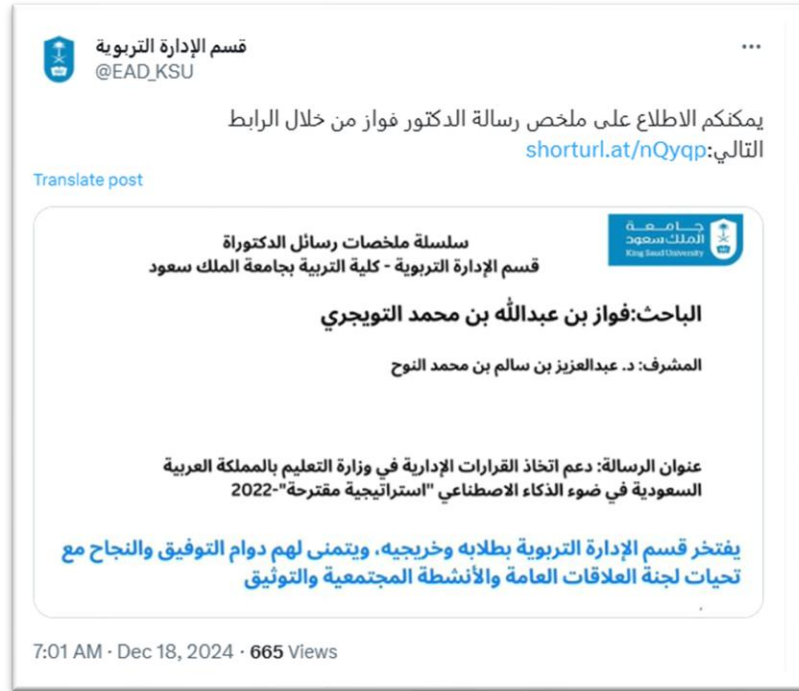 قسم الإدارة التربوية
@EAD_KSU
يمكنكم الاطلاع على ملخص رسالة الدكتور فواز من خلال الرابط
التالي:shorturl.at/nQyqp
Translate post
جامعة
الملك سعود
King Saud University
سلسلة ملخصات رسائل الدكتوراة
قسم الإدارة التربوية - كلية التربية بجامعة الملك سعود
الباحث:فواز بن عبدالله بن محمد التويجري
المشرف: د. عبدالعزيز بن سالم بن محمد النوح
عنوان الرسالة: دعم اتخاذ القرارات الإدارية في وزارة التعليم بالمملكة العربية
السعودية في ضوء الذكاء الاصطناعي "استراتيجية مقترحة"-2022
يفتخر قسم الإدارة التربوية بطلابه وخريجيه، ويتمنى لهم دوام التوفيق والنجاح مع
تحيات لجنة العلاقات العامة والأنشطة المجتمعية والتوثيق
7:01 AM · Dec 18, 2024 · 665 Views